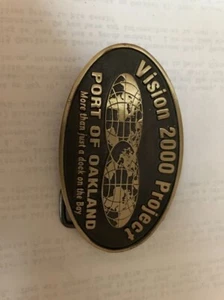 Vision 2000 Project
PORT OF OAKLAND
More than just a dock on the Bay